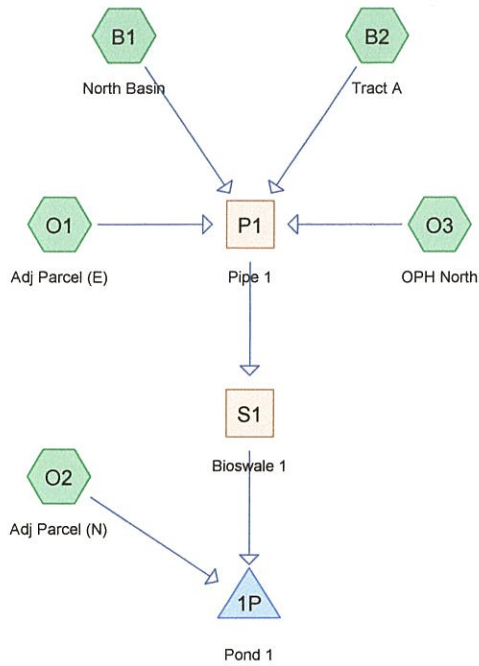 B1
B2
North Basin
Tract A
O1
P1
O3
Adj Parcel (E)
Pipe 1
OPH North
S1
Bioswale 1
O2
Adj Parcel (N)
1P
Pond 1